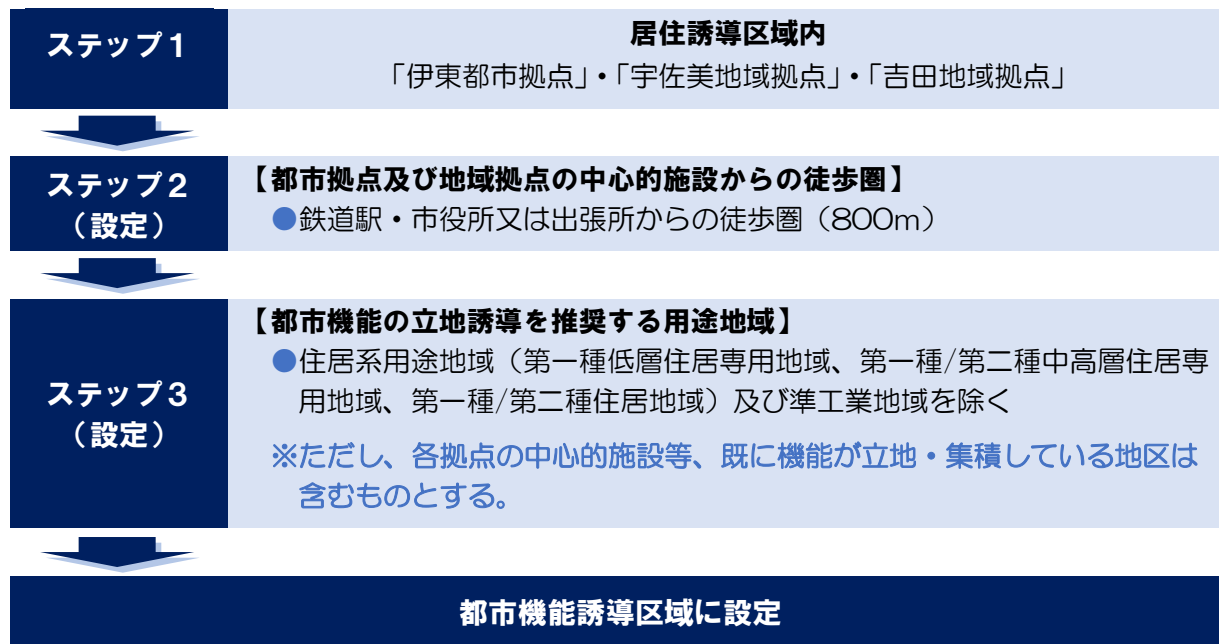 ステップ1
居住誘導区域内
「伊東都市拠点」・「宇佐美地域拠点」・「吉田地域拠点」
ステップ2
（設定）
【都市拠点及び地域拠点の中心的施設からの徒歩圏】
●鉄道駅・市役所又は出張所からの徒歩圏（800m）
ステップ3
（設定）
【都市機能の立地誘導を推奨する用途地域】
●住居系用途地域（第一種低層住居専用地域、第一種/第二種中高層住居専
用地域、第一種/第二種住居地域）及び準工業地域を除く
※ただし、各拠点の中心的施設等、既に機能が立地・集積している地区は
含むものとする。
都市機能誘導区域に設定